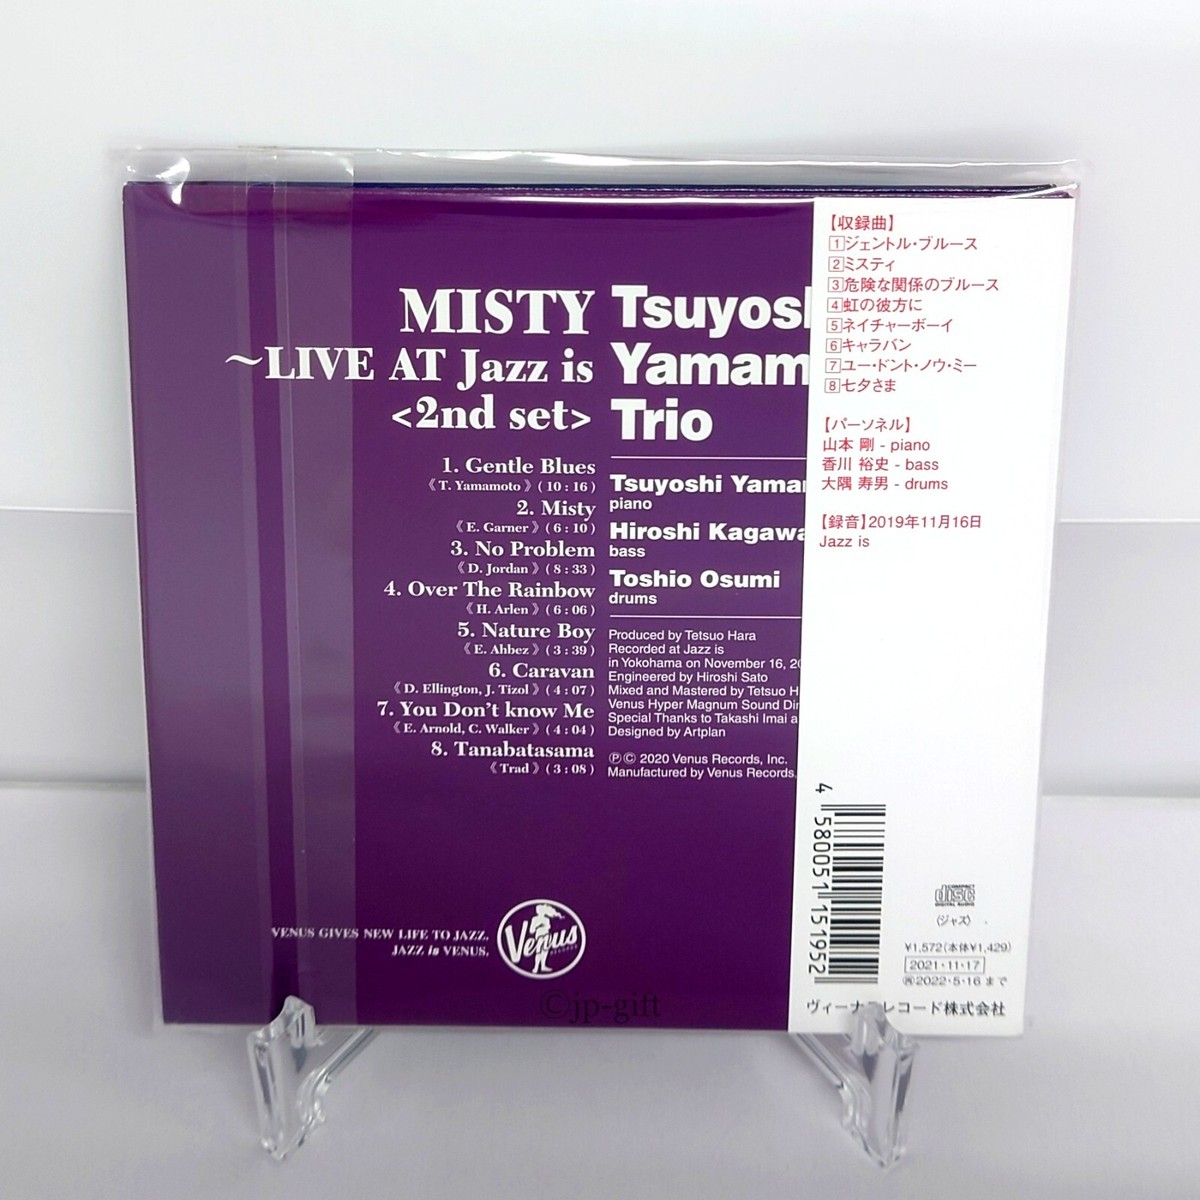 MISTY
~LIVE AT Jazz is
<2nd set>
1. Gentle Blues
《 T. Yamamoto 》( 10 : 16 )
2. Misty
《 E. Garner 》( 6 : 10 )
3. No Problem
《 D. Jordan 》( 8 : 33 )
4. Over The Rainbow
《 H. Arlen 》( 6 : 06 )
5. Nature Boy
《 E. Ahbez 》( 3 : 39 )
6. Caravan
《 D. Ellington, J. Tizol 》( 4 : 07 )
7. You Don't know Me
《 E. Arnold, C. Walker 》( 4 : 04 )
8. Tanabatasama
《 Trad 》( 3 : 08 )
Tsuyosh
Yamam
Trio
Tsuyoshi Yamam
piano
Hiroshi Kagawa
bass
Toshio Osumi
drums
Produced by Tetsuo Hara
Recorded at Jazz is
in Yokohama on November 16, 20
Engineered by Hiroshi Sato
Mixed and Mastered by Tetsuo H
Venus Hyper Magnum Sound Dir
Special Thanks to Takashi Imai a
Designed by Artplan
℗© 2020 Venus Records, Inc.
Manufactured by Venus Records,
VENUS GIVES NEW LIFE TO JAZZ.
JAZZ is VENUS.
Venus
RECORDS
©jp-gift
【収録曲】
1 ジェントル・ブルース
2 ミスティ
3 危険な関係のブルース
4 虹の彼方に
5 ネイチャーボーイ
6 キャラバン
7 ユー・ドント・ノウ・ミー
8 七夕さま
【パーソネル】
山本 剛 - piano
香川 裕史 - bass
大隅 寿男 - drums
【録音】2019年11月16日
Jazz is
4 580051 151952
COMPACT
disc
DIGITAL AUDIO
〈ジャズ〉
¥1,572(本体¥1,429)
2021・11・17
再2022・5・16まで
ヴィーナスレコード株式会社